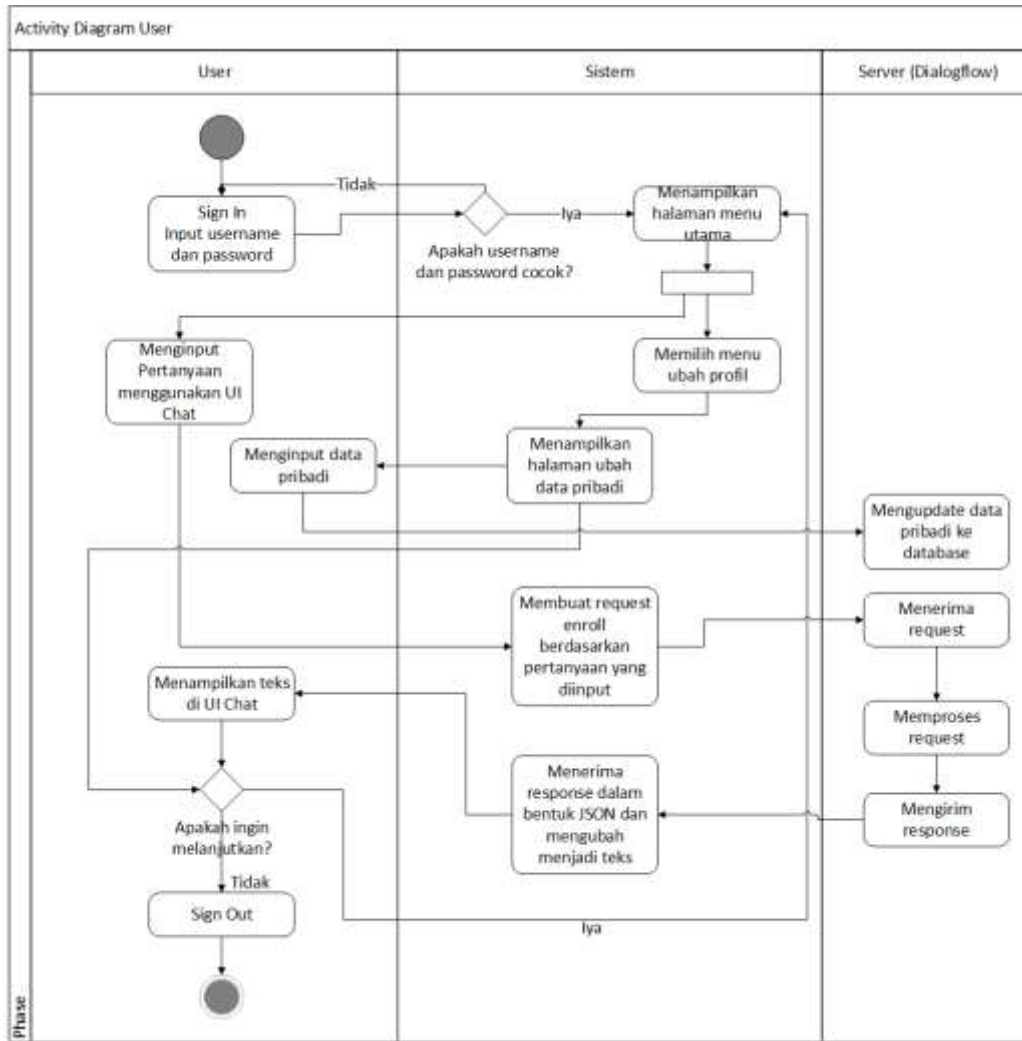 Activity Diagram User
User
Sistem
Server (Dialogflow)
Tidak
Sign In
Input username
dan password
Iya
Apakah username
dan password cocok?
Menampilkan
halaman menu
utama
Menginput
Pertanyaan
menggunakan UI
Chat
Memilih menu
ubah profil
Menginput data
pribadi
Menampilkan
halaman ubah
data pribadi
Mengupdate data
pribadi ke
database
Membuat request
enroll
berdasarkan
pertanyaan yang
diinput
Menerima
request
Menampilkan teks
di UI Chat
Memproses
request
Menerima
response dalam
bentuk JSON dan
mengubah
menjadi teks
Mengirim
response
Apakah ingin
melanjutkan?
Tidak
Sign Out
Iya
Phase